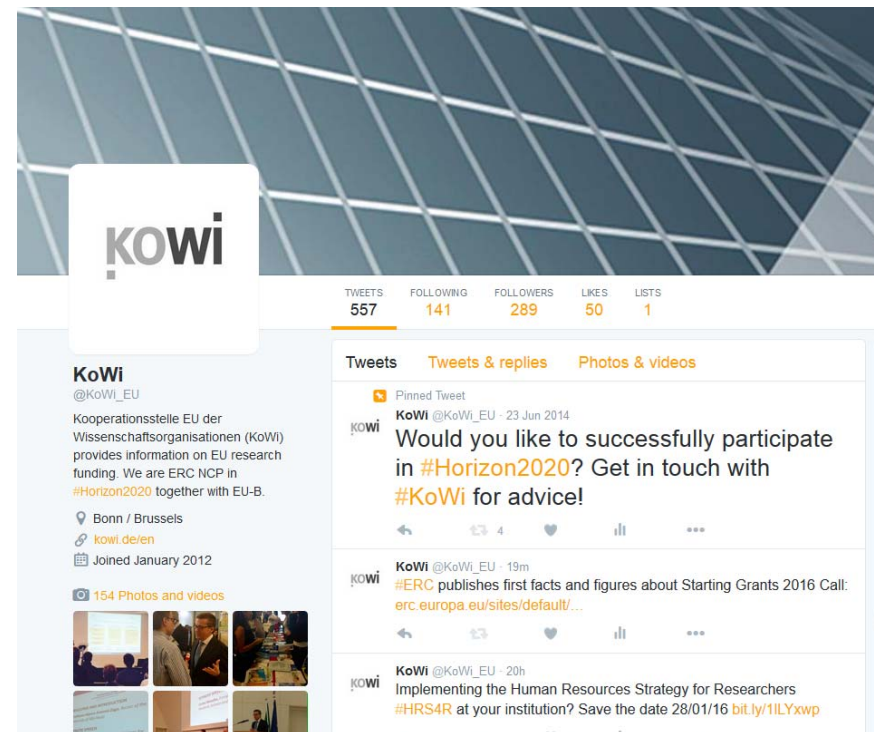 KOWi
TWEETS FOLLOWING FOLLOWERS LIKES LISTS
557 141 289 50 1
KoWi
@KoWi_EU
Kooperationsstelle EU der
Wissenschaftsorganisationen (KoWi)
provides information on EU research
funding. We are ERC NCP in
#Horizon2020 together with EU-B.
Bonn / Brussels
kowi.de/en
Joined January 2012
154 Photos and videos
Tweets Tweets & replies Photos & videos
Pinned Tweet
KOWi
KoWi @KoWi_EU · 23 Jun 2014
Would you like to successfully participate
in #Horizon2020? Get in touch with
#KoWi for advice!
4
KOWi
KoWi @KoWi_EU · 19m
#ERC publishes first facts and figures about Starting Grants 2016 Call:
erc.europa.eu/sites/default/…
KOWi
KoWi @KoWi_EU · 20h
Implementing the Human Resources Strategy for Researchers
#HRS4R at your institution? Save the date 28/01/16 bit.ly/1lLYxwp